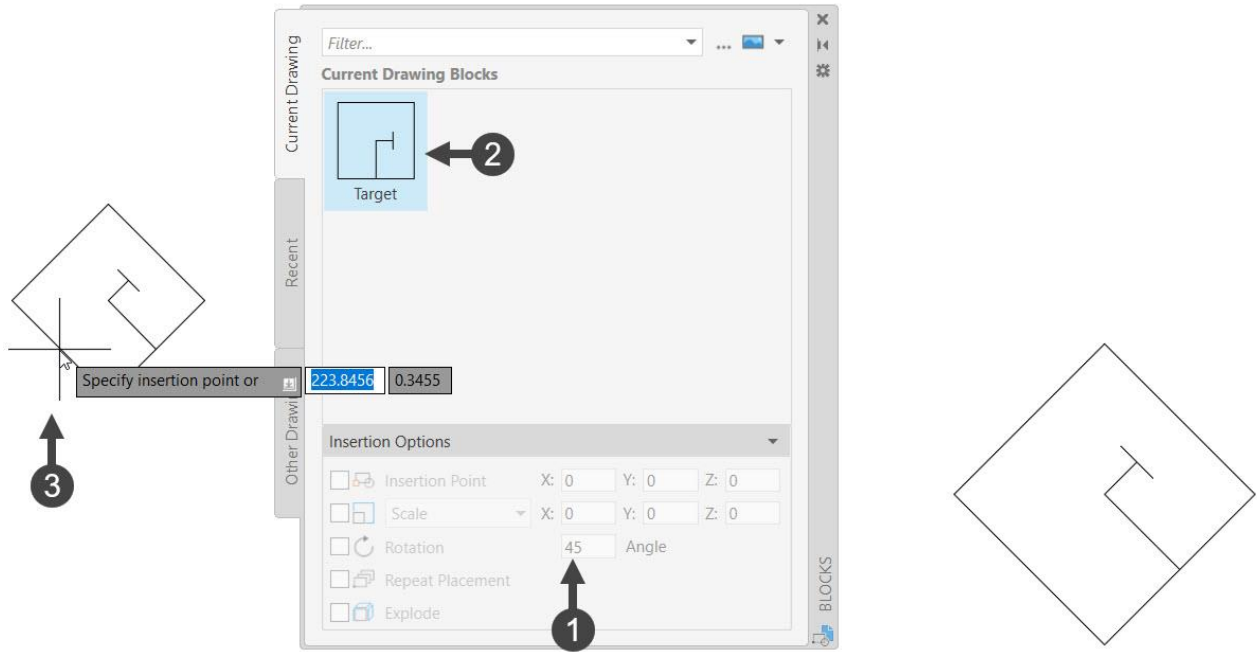 Current Drawing
Filter...
...
Current Drawing Blocks
Target
2
Recent
Specify insertion point or 223.8456 0.3455
Other Drawi
3
Insertion Options
Insertion Point X: 0 Y: 0 Z: 0
Scale X: 0 Y: 0 Z: 0
Rotation 45 Angle
Repeat Placement
Explode
1
BLOCKS